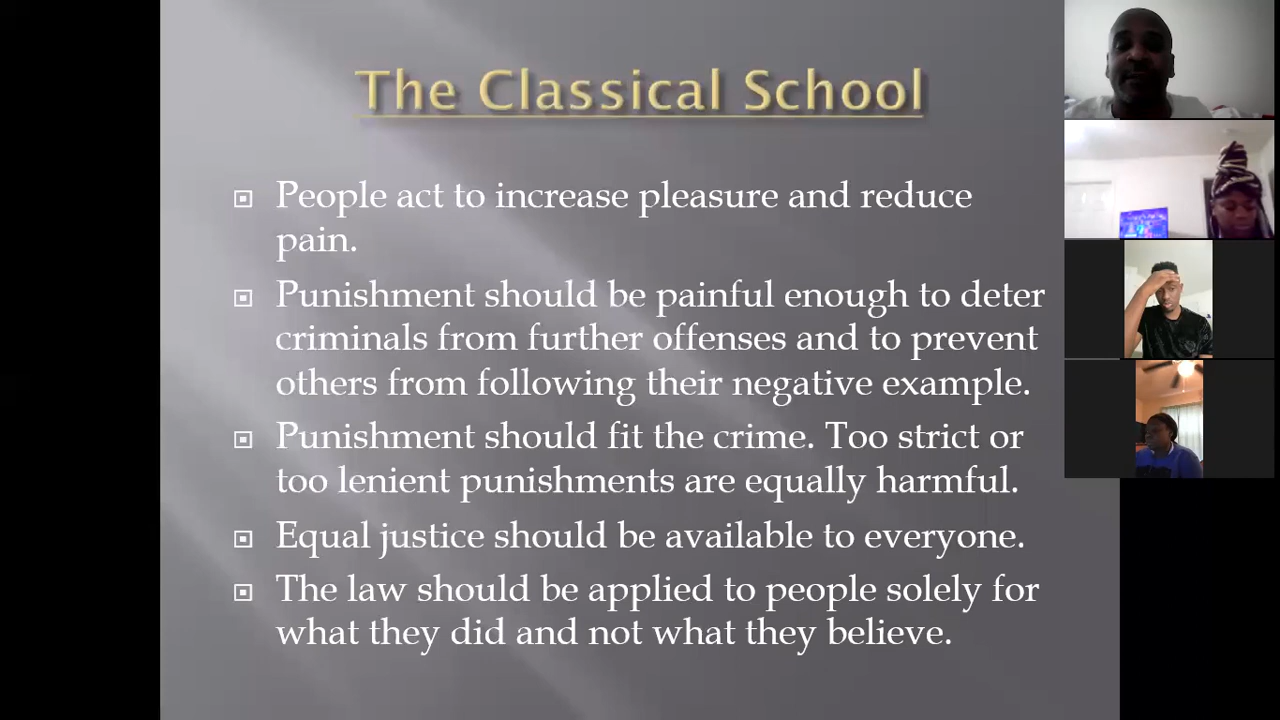 The Classical School
People act to increase pleasure and reduce
pain.
Punishment should be painful enough to deter
criminals from further offenses and to prevent
others from following their negative example.
Punishment should fit the crime. Too strict or
too lenient punishments are equally harmful.
Equal justice should be available to everyone.
The law should be applied to people solely for
what they did and not what they believe.